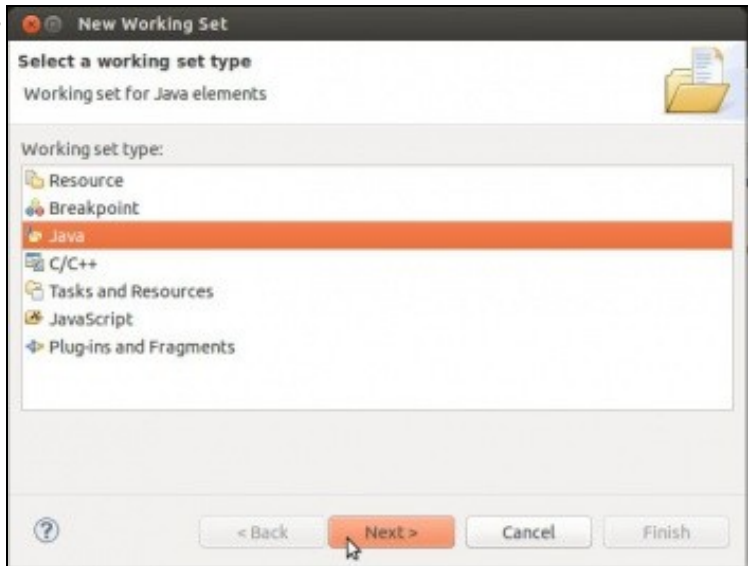 New Working Set
Select a working set type
Working set for Java elements
Working set type:
Resource
Breakpoint
Java
C/C++
Tasks and Resources
JavaScript
Plug-ins and Fragments
? < Back Next > Cancel Finish